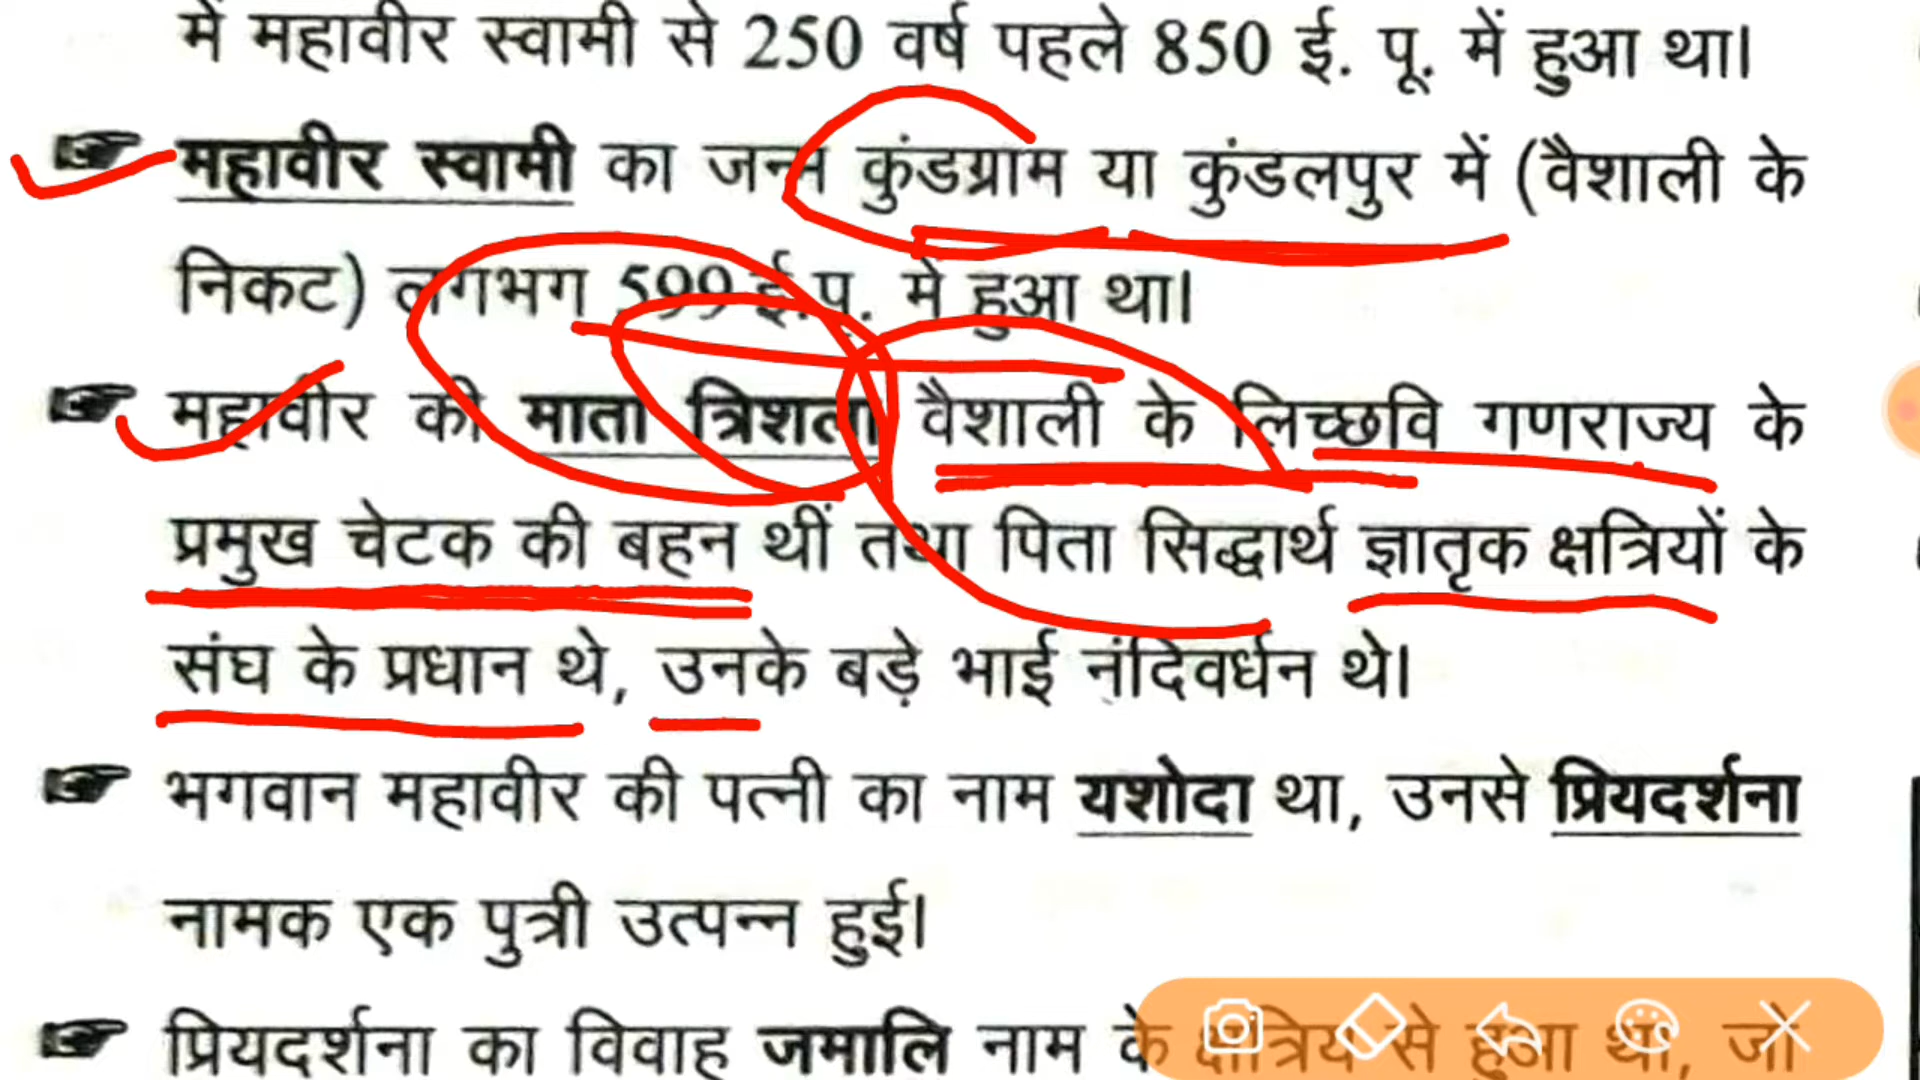 में महावीर स्वामी से 250 वर्ष पहले 850 ई. पू. में हुआ था।
महावीर स्वामी का जन्म कुंडग्राम या कुंडलपुर में (वैशाली के
निकट) लगभग 599 ई.पू. में हुआ था।
महावीर की माता त्रिशला वैशाली के लिच्छवि गणराज्य के
प्रमुख चेटक की बहन थीं तथा पिता सिद्धार्थ ज्ञातृक क्षत्रियों के
संघ के प्रधान थे, उनके बड़े भाई नंदिवर्धन थे।
भगवान महावीर की पत्नी का नाम यशोदा था, उनसे प्रियदर्शना
नामक एक पुत्री उत्पन्न हुई।
प्रियदर्शना का विवाह जमालि नाम के क्षत्रिय से हुआ था, जो